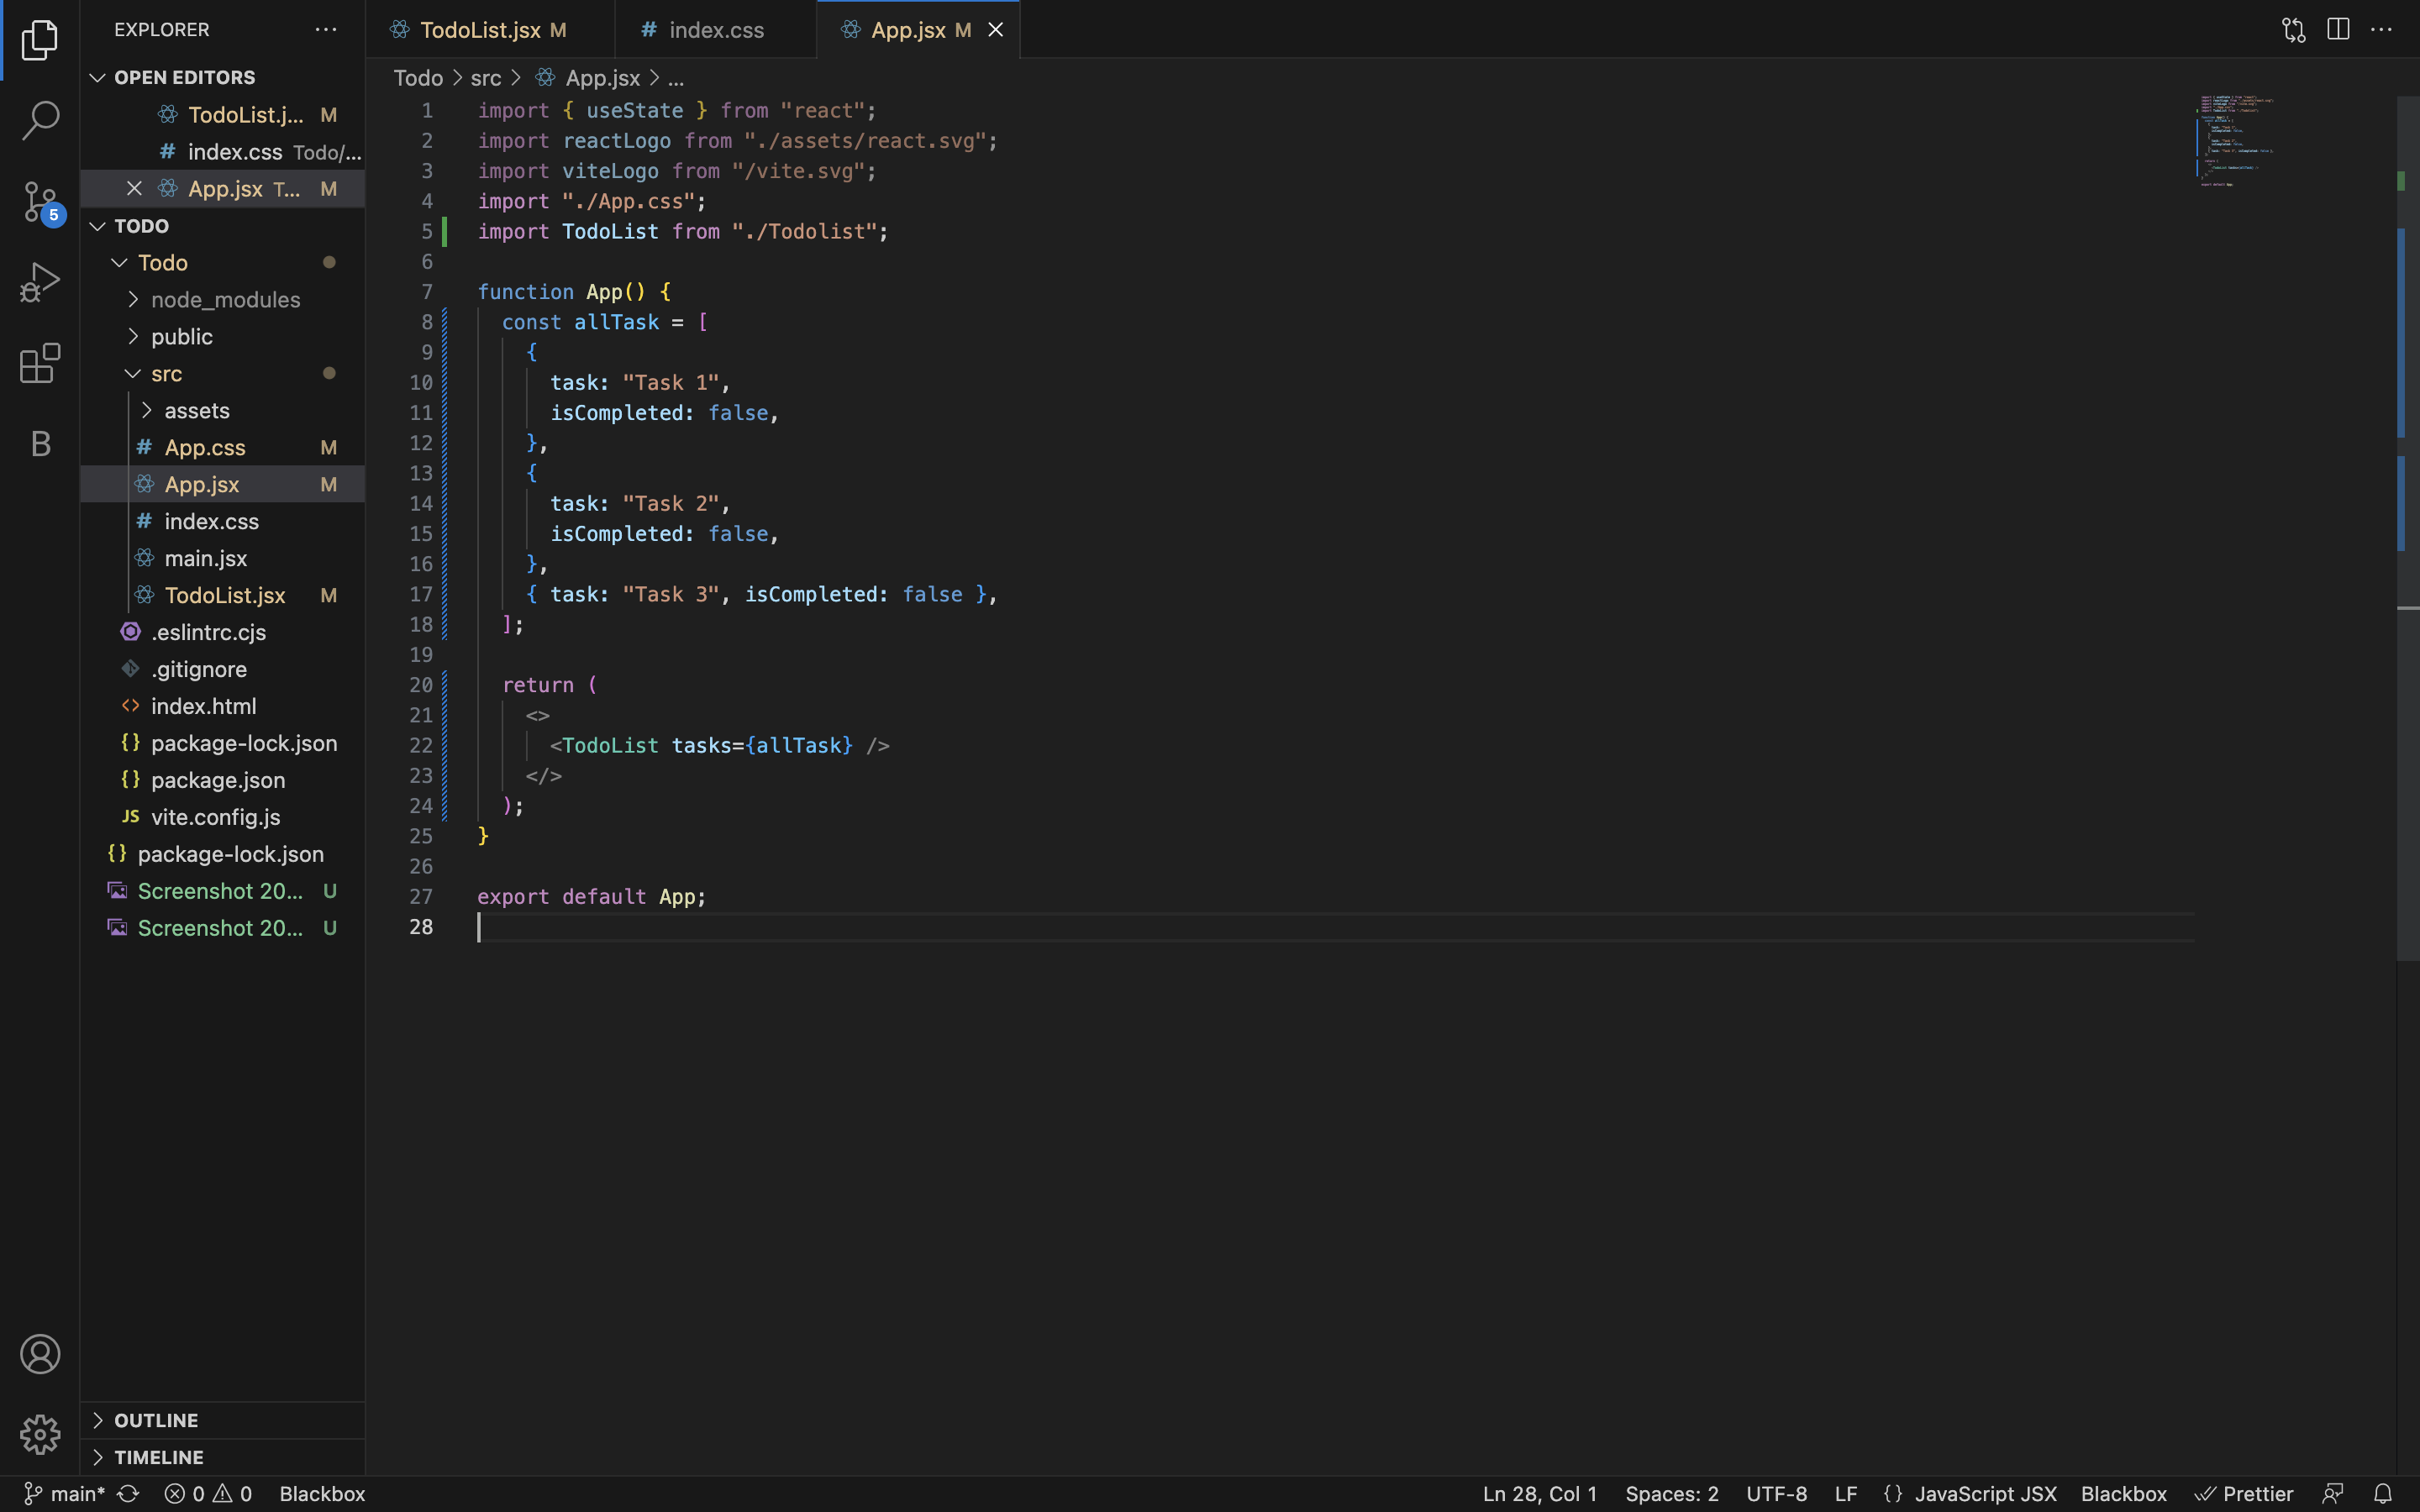 EXPLORER
OPEN EDITORS
TodoList.j... M
index.css Todo/...
App.jsx T... M
TODO
Todo
node_modules
public
src
assets
# App.css M
App.jsx M
# index.css
main.jsx
TodoList.jsx M
.eslintrc.cjs
.gitignore
<> index.html
{} package-lock.json
{} package.json
JS vite.config.js
{} package-lock.json
Screenshot 20... U
Screenshot 20... U
OUTLINE
TIMELINE
5
B
TodoList.jsx M
# index.css
App.jsx M
Todo > src > App.jsx > ...
1 import { useState } from "react";
2 import reactLogo from "./assets/react.svg";
3 import viteLogo from "/vite.svg";
4 import "./App.css";
5 import TodoList from "./Todolist";
6
7 function App() {
8 const allTask = [
9 {
10 task: "Task 1",
11 isCompleted: false,
12 },
13 {
14 task: "Task 2",
15 isCompleted: false,
16 },
17 { task: "Task 3", isCompleted: false },
18 ];
19
20 return (
21 <>
22 <TodoList tasks={allTask} />
23 </>
24 );
25 }
26
27 export default App;
28
main* 0 0 Blackbox
Ln 28, Col 1 Spaces: 2 UTF-8 LF {} JavaScript JSX Blackbox Prettier